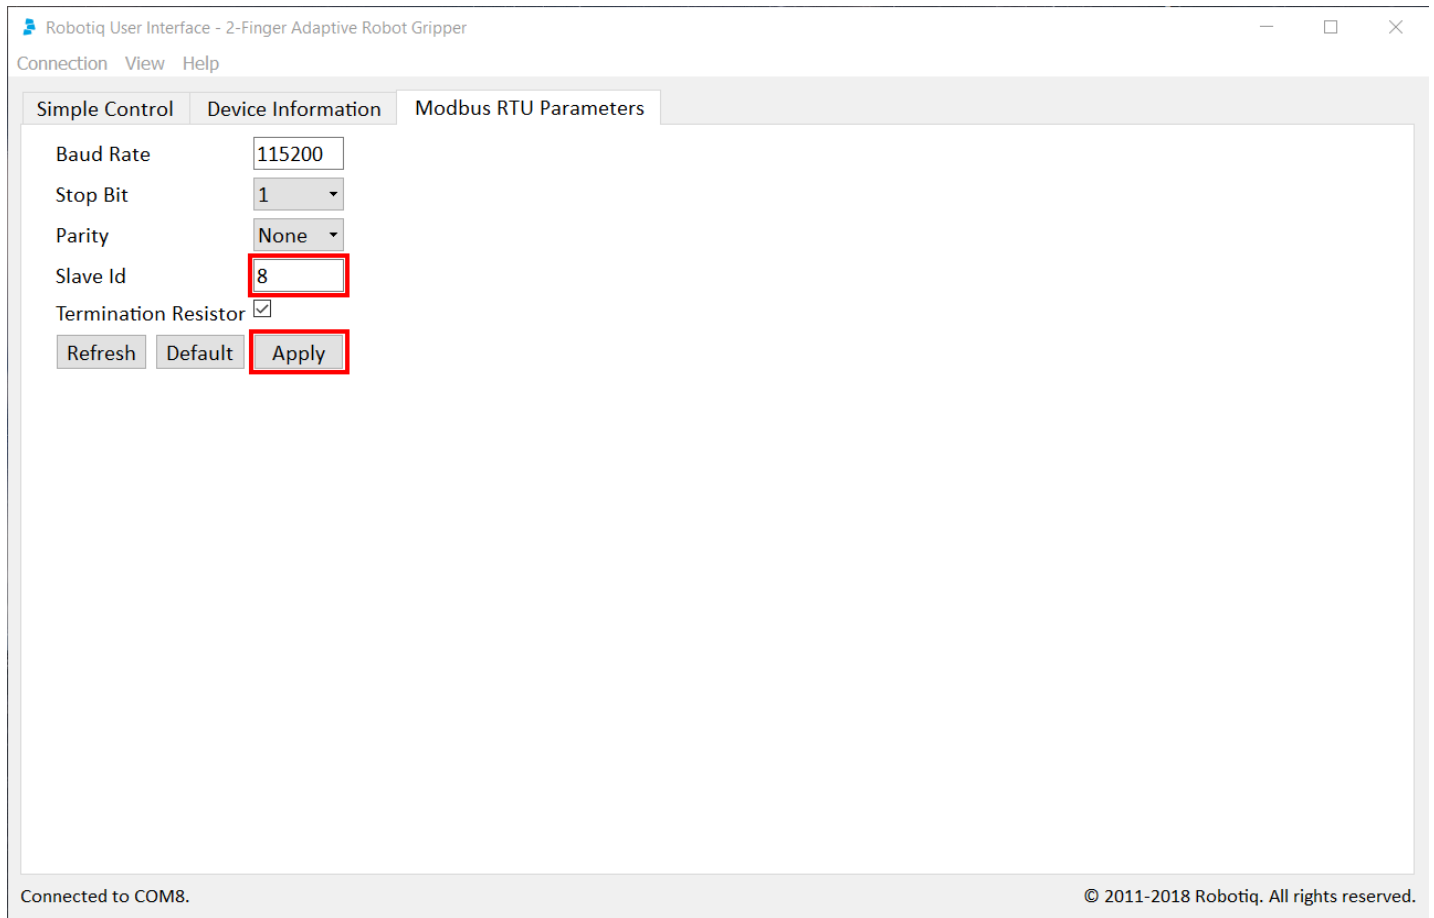 Robotiq User Interface - 2-Finger Adaptive Robot Gripper
Connection View Help
Simple Control Device Information Modbus RTU Parameters
Baud Rate 115200
Stop Bit 1
Parity None
Slave Id 8
Termination Resistor
Refresh Default Apply
Connected to COM8. © 2011-2018 Robotiq. All rights reserved.